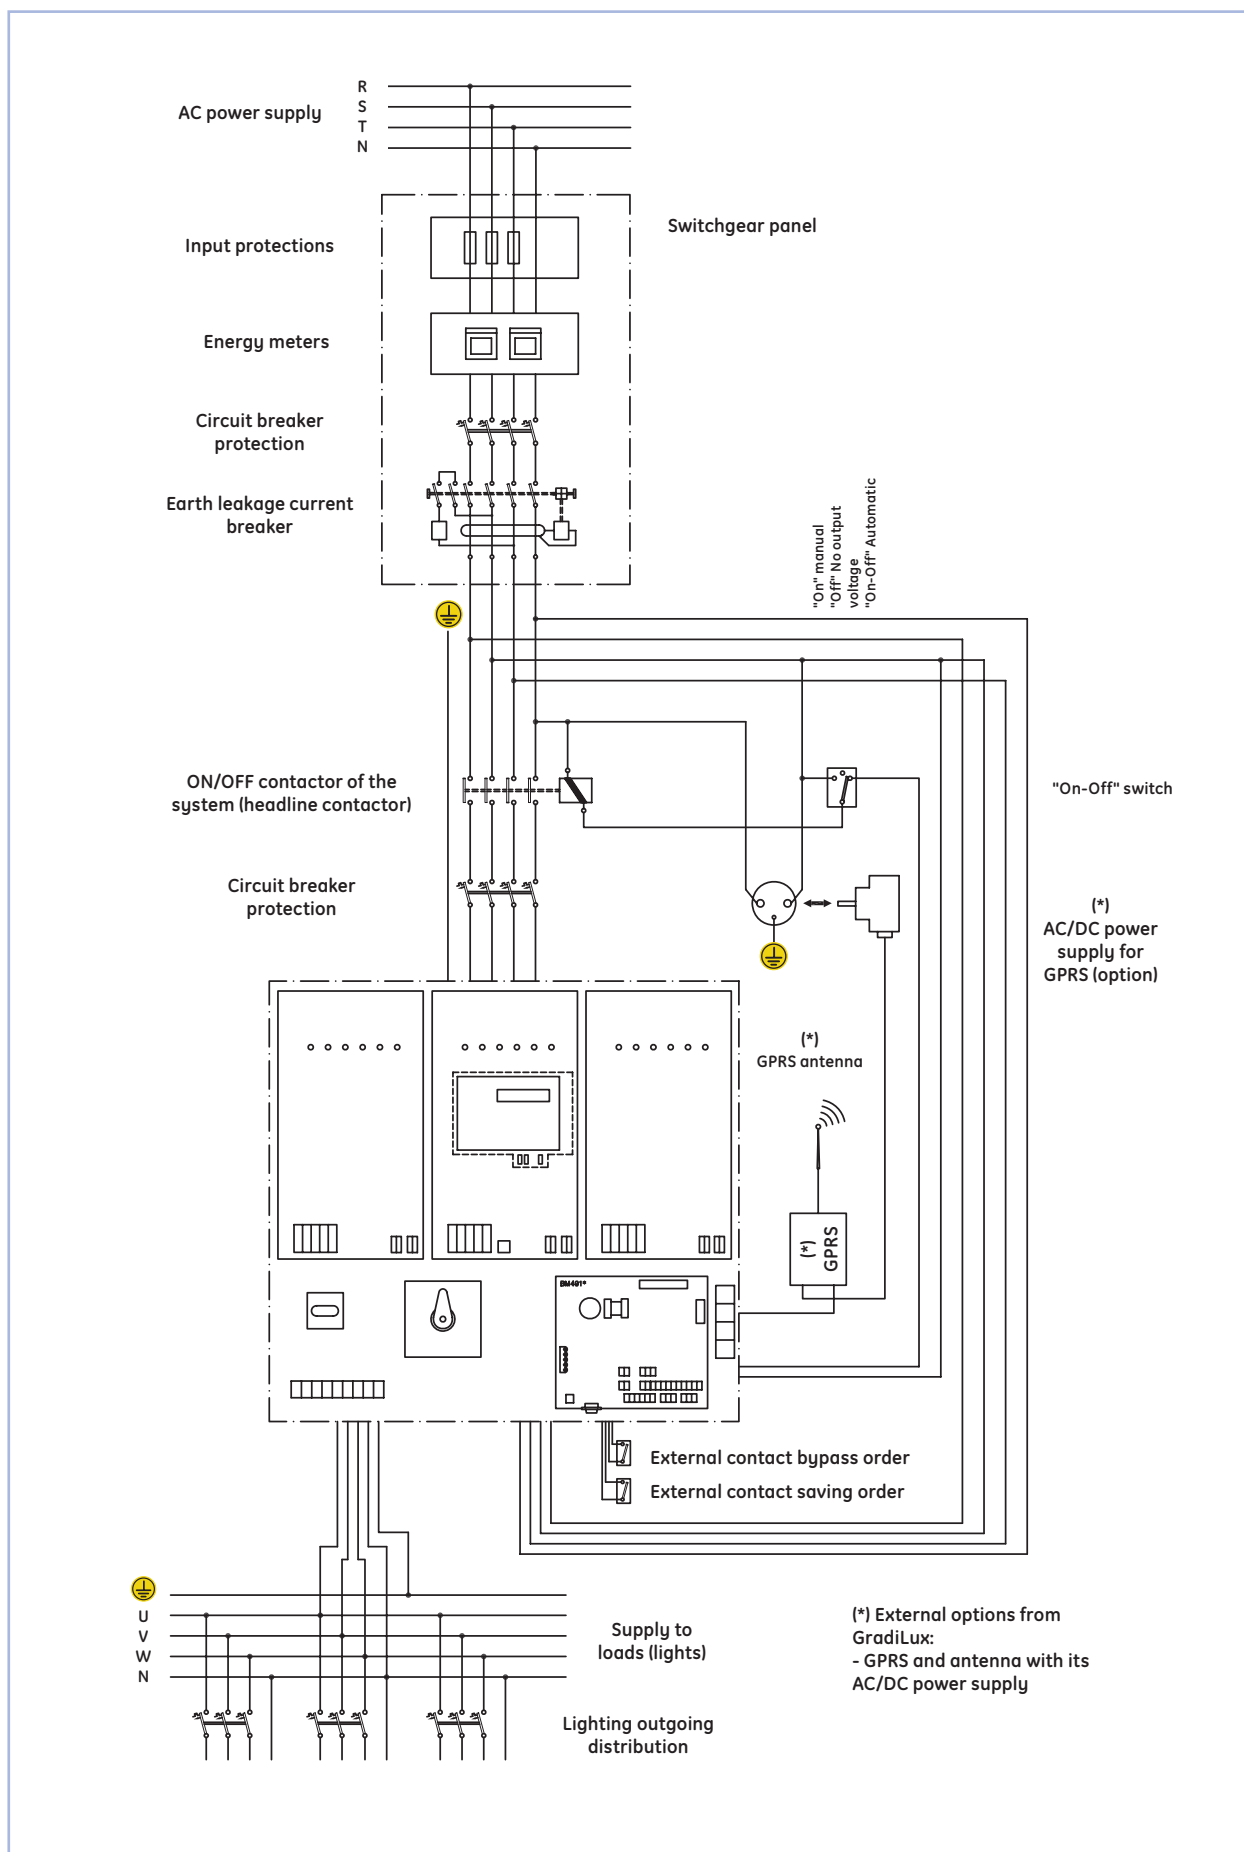 R
S
T
N
AC power supply
Switchgear panel
Input protections
Energy meters
Circuit breaker
protection
Earth leakage current
breaker
"On" manual
"Off" No output
voltage
"On-Off" Automatic
ON/OFF contactor of the
system (headline contactor)
"On-Off" switch
Circuit breaker
protection
(*)
AC/DC power
supply for
GPRS (option)
(*)
GPRS antenna
(*)
GPRS
BM491*
External contact bypass order
External contact saving order
U
V
W
N
Supply to
loads (lights)
(*) External options from
GradiLux:
- GPRS and antenna with its
AC/DC power supply
Lighting outgoing
distribution